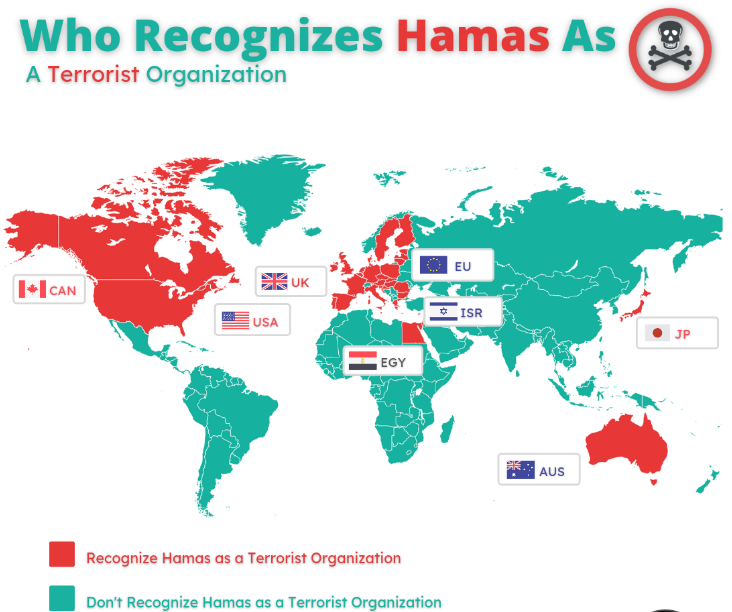 Who Recognizes Hamas As
A Terrorist Organization
CAN
UK
EU
USA
ISR
JP
EGY
AUS
Recognize Hamas as a Terrorist Organization
Don't Recognize Hamas as a Terrorist Organization